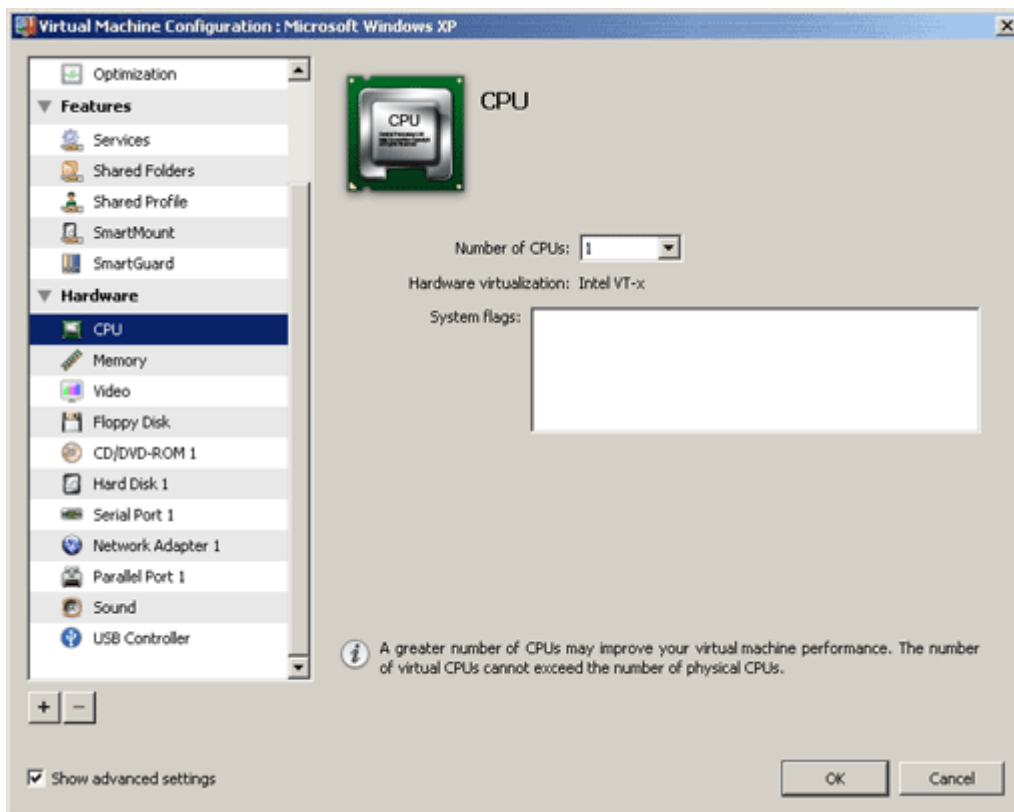 Virtual Machine Configuration : Microsoft Windows XP
Optimization
Features
Services
Shared Folders
Shared Profile
SmartMount
SmartGuard
Hardware
CPU
Memory
Video
Floppy Disk
CD/DVD-ROM 1
Hard Disk 1
Serial Port 1
Network Adapter 1
Parallel Port 1
Sound
USB Controller
+ −
Show advanced settings
CPU
CPU
Number of CPUs: 1
Hardware virtualization: Intel VT-x
System flags:
A greater number of CPUs may improve your virtual machine performance. The number
of virtual CPUs cannot exceed the number of physical CPUs.
OK
Cancel